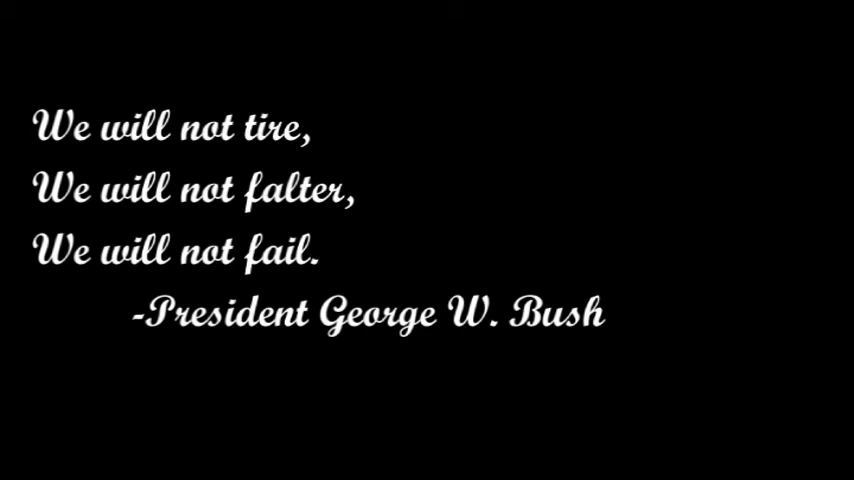 We will not tire,
We will not falter,
We will not fail.
-President George W. Bush